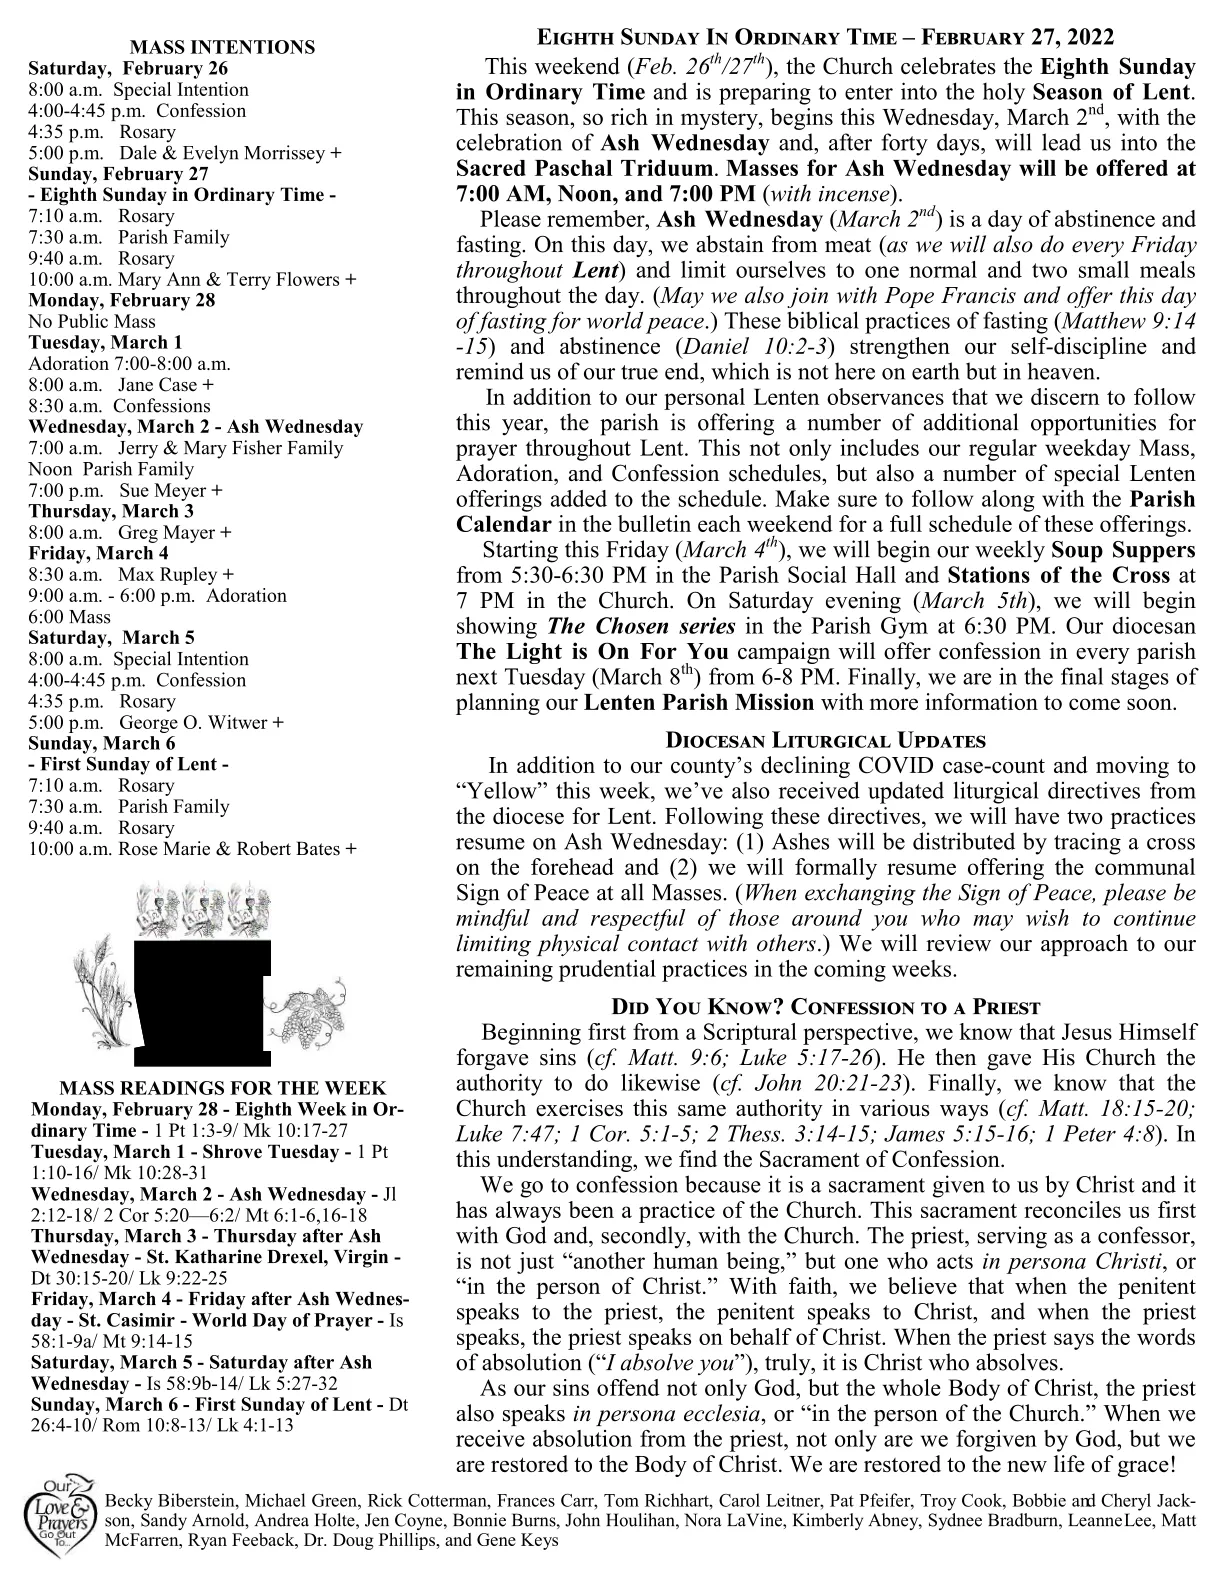 MASS INTENTIONS
Saturday,  February 26
8:00 a.m.  Special Intention
4:00-4:45 p.m.  Confession
4:35 p.m.   Rosary
5:00 p.m.   Dale & Evelyn Morrissey +
Sunday, February 27
- Eighth Sunday in Ordinary Time -
7:10 a.m.   Rosary
7:30 a.m.   Parish Family
9:40 a.m.   Rosary
10:00 a.m. Mary Ann & Terry Flowers +
Monday, February 28
No Public Mass
Tuesday, March 1
Adoration 7:00-8:00 a.m.
8:00 a.m.   Jane Case +
8:30 a.m.  Confessions
Wednesday, March 2 - Ash Wednesday
7:00 a.m.   Jerry & Mary Fisher Family
Noon  Parish Family
7:00 p.m.   Sue Meyer +
Thursday, March 3
8:00 a.m.   Greg Mayer +
Friday, March 4
8:30 a.m.   Max Rupley +
9:00 a.m. - 6:00 p.m.  Adoration
6:00 Mass
Saturday,  March 5
8:00 a.m.  Special Intention
4:00-4:45 p.m.  Confession
4:35 p.m.   Rosary
5:00 p.m.   George O. Witwer +
Sunday, March 6
- First Sunday of Lent -
7:10 a.m.   Rosary
7:30 a.m.   Parish Family
9:40 a.m.   Rosary
10:00 a.m. Rose Marie & Robert Bates +
MASS READINGS FOR THE WEEK
Monday, February 28 - Eighth Week in Or-
dinary Time - 1 Pt 1:3-9/ Mk 10:17-27
Tuesday, March 1 - Shrove Tuesday - 1 Pt
1:10-16/ Mk 10:28-31
Wednesday, March 2 - Ash Wednesday - Jl
2:12-18/ 2 Cor 5:20—6:2/ Mt 6:1-6,16-18
Thursday, March 3 - Thursday after Ash
Wednesday - St. Katharine Drexel, Virgin -
Dt 30:15-20/ Lk 9:22-25
Friday, March 4 - Friday after Ash Wednes-
day - St. Casimir - World Day of Prayer - Is
58:1-9a/ Mt 9:14-15
Saturday, March 5 - Saturday after Ash
Wednesday - Is 58:9b-14/ Lk 5:27-32
Sunday, March 6 - First Sunday of Lent - Dt
26:4-10/ Rom 10:8-13/ Lk 4:1-13
Eighth Sunday In Ordinary Time – February 27, 2022
This weekend (Feb. 26th/27th), the Church celebrates the Eighth Sunday
in Ordinary Time and is preparing to enter into the holy Season of Lent.
This season, so rich in mystery, begins this Wednesday, March 2nd, with the
celebration of Ash Wednesday and, after forty days, will lead us into the
Sacred Paschal Triduum. Masses for Ash Wednesday will be offered at
7:00 AM, Noon, and 7:00 PM (with incense).
Please remember, Ash Wednesday (March 2nd) is a day of abstinence and
fasting. On this day, we abstain from meat (as we will also do every Friday
throughout Lent) and limit ourselves to one normal and two small meals
throughout the day. (May we also join with Pope Francis and offer this day
of fasting for world peace.) These biblical practices of fasting (Matthew 9:14
-15) and abstinence (Daniel 10:2-3) strengthen our self-discipline and
remind us of our true end, which is not here on earth but in heaven.
In addition to our personal Lenten observances that we discern to follow
this year, the parish is offering a number of additional opportunities for
prayer throughout Lent. This not only includes our regular weekday Mass,
Adoration, and Confession schedules, but also a number of special Lenten
offerings added to the schedule. Make sure to follow along with the Parish
Calendar in the bulletin each weekend for a full schedule of these offerings.
Starting this Friday (March 4th), we will begin our weekly Soup Suppers
from 5:30-6:30 PM in the Parish Social Hall and Stations of the Cross at
7 PM in the Church. On Saturday evening (March 5th), we will begin
showing The Chosen series in the Parish Gym at 6:30 PM. Our diocesan
The Light is On For You campaign will offer confession in every parish
next Tuesday (March 8th) from 6-8 PM. Finally, we are in the final stages of
planning our Lenten Parish Mission with more information to come soon.
Diocesan Liturgical Updates
In addition to our county’s declining COVID case-count and moving to
“Yellow” this week, we’ve also received updated liturgical directives from
the diocese for Lent. Following these directives, we will have two practices
resume on Ash Wednesday: (1) Ashes will be distributed by tracing a cross
on the forehead and (2) we will formally resume offering the communal
Sign of Peace at all Masses. (When exchanging the Sign of Peace, please be
mindful and respectful of those around you who may wish to continue
limiting physical contact with others.) We will review our approach to our
remaining prudential practices in the coming weeks.
Did You Know? Confession to a Priest
Beginning first from a Scriptural perspective, we know that Jesus Himself
forgave sins (cf. Matt. 9:6; Luke 5:17-26). He then gave His Church the
authority to do likewise (cf. John 20:21-23). Finally, we know that the
Church exercises this same authority in various ways (cf. Matt. 18:15-20;
Luke 7:47; 1 Cor. 5:1-5; 2 Thess. 3:14-15; James 5:15-16; 1 Peter 4:8). In
this understanding, we find the Sacrament of Confession.
We go to confession because it is a sacrament given to us by Christ and it
has always been a practice of the Church. This sacrament reconciles us first
with God and, secondly, with the Church. The priest, serving as a confessor,
is not just “another human being,” but one who acts in persona Christi, or
“in the person of Christ.” With faith, we believe that when the penitent
speaks to the priest, the penitent speaks to Christ, and when the priest
speaks, the priest speaks on behalf of Christ. When the priest says the words
of absolution (“I absolve you”), truly, it is Christ who absolves.
As our sins offend not only God, but the whole Body of Christ, the priest
also speaks in persona ecclesia, or “in the person of the Church.” When we
receive absolution from the priest, not only are we forgiven by God, but we
are restored to the Body of Christ. We are restored to the new life of grace!
Our
Love &
Prayers
Go Out
To...
Becky Biberstein, Michael Green, Rick Cotterman, Frances Carr, Tom Richhart, Carol Leitner, Pat Pfeifer, Troy Cook, Bobbie and Cheryl Jack-
son, Sandy Arnold, Andrea Holte, Jen Coyne, Bonnie Burns, John Houlihan, Nora LaVine, Kimberly Abney, Sydnee Bradburn, LeanneLee, Matt
McFarren, Ryan Feeback, Dr. Doug Phillips, and Gene Keys